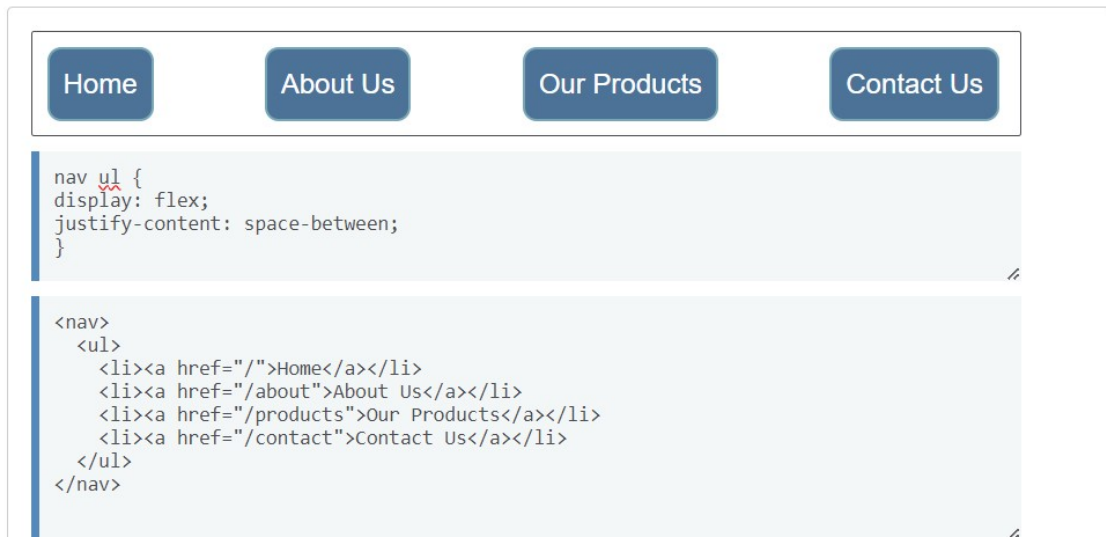 Home About Us Our Products Contact Us
nav ul {
display: flex;
justify-content: space-between;
}
<nav>
  <ul>
    <li><a href="/">Home</a></li>
    <li><a href="/about">About Us</a></li>
    <li><a href="/products">Our Products</a></li>
    <li><a href="/contact">Contact Us</a></li>
  </ul>
</nav>